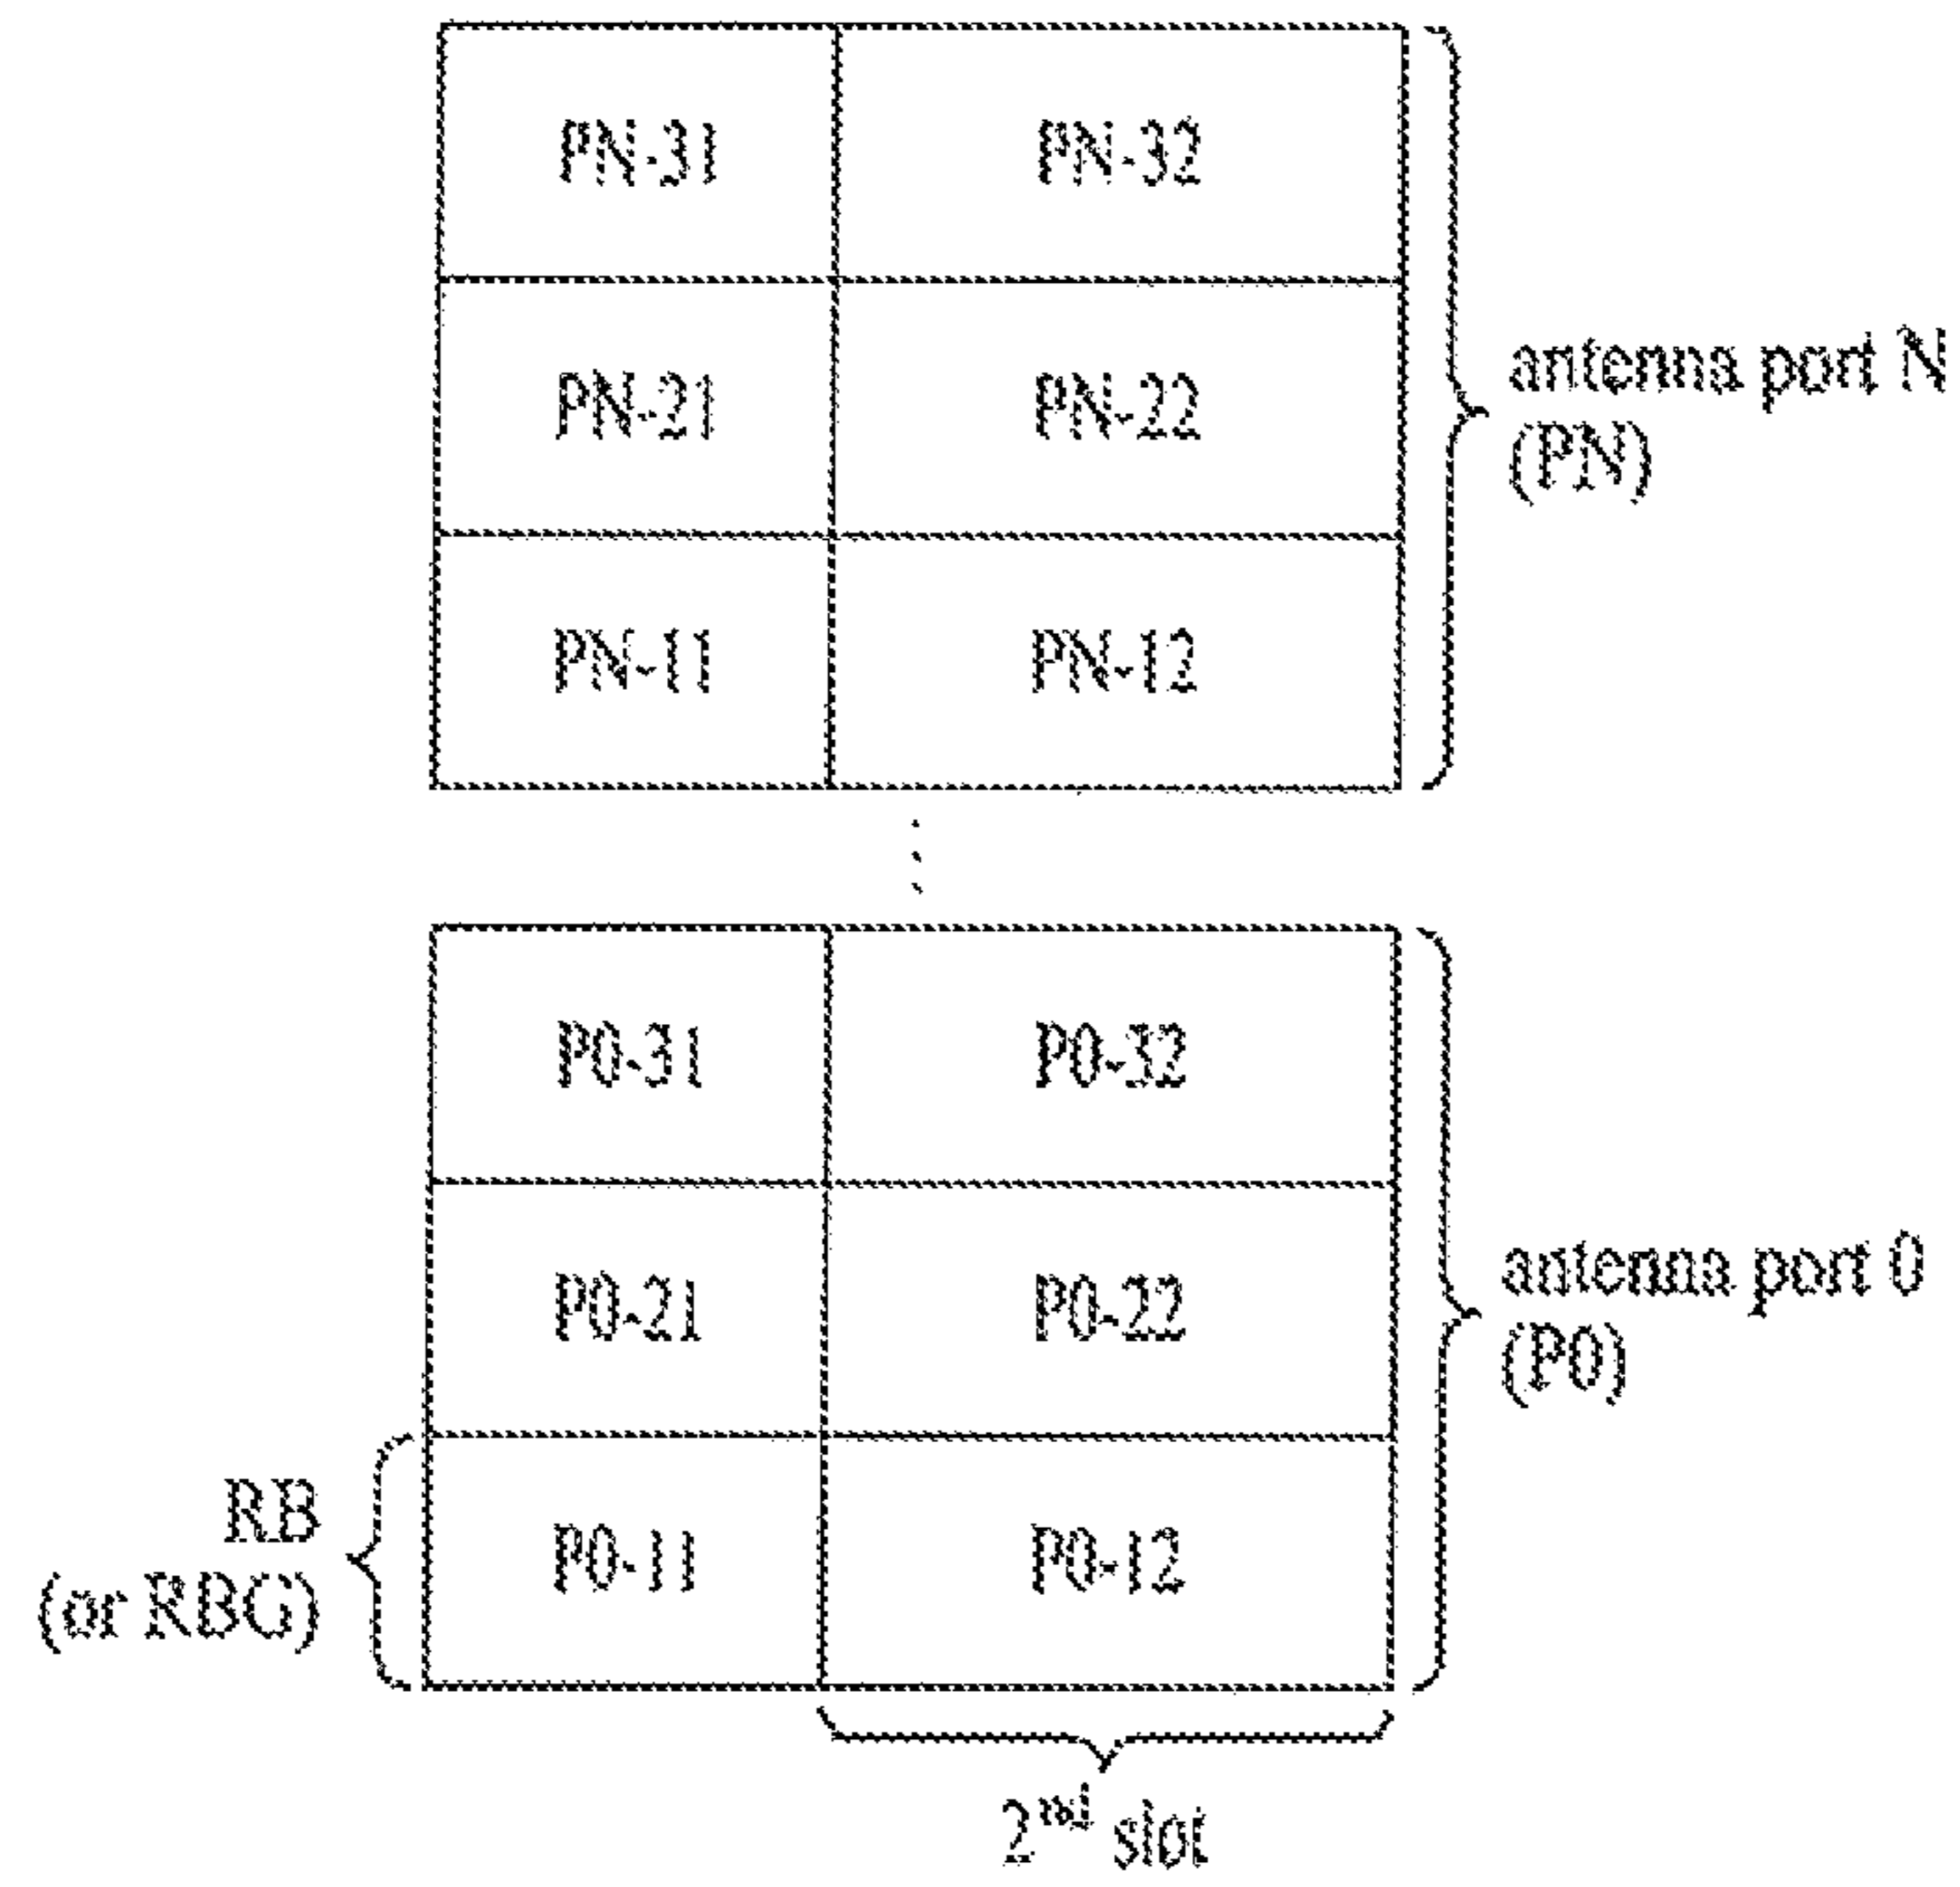 PN-31 PN-32
PN-21 PN-22
antenna port N
(PN)
PN-11 PN-12
P0-31 P0-32
P0-21 P0-22
antenna port 0
(P0)
RB
(or RBG)
P0-11 P0-12
2nd slot